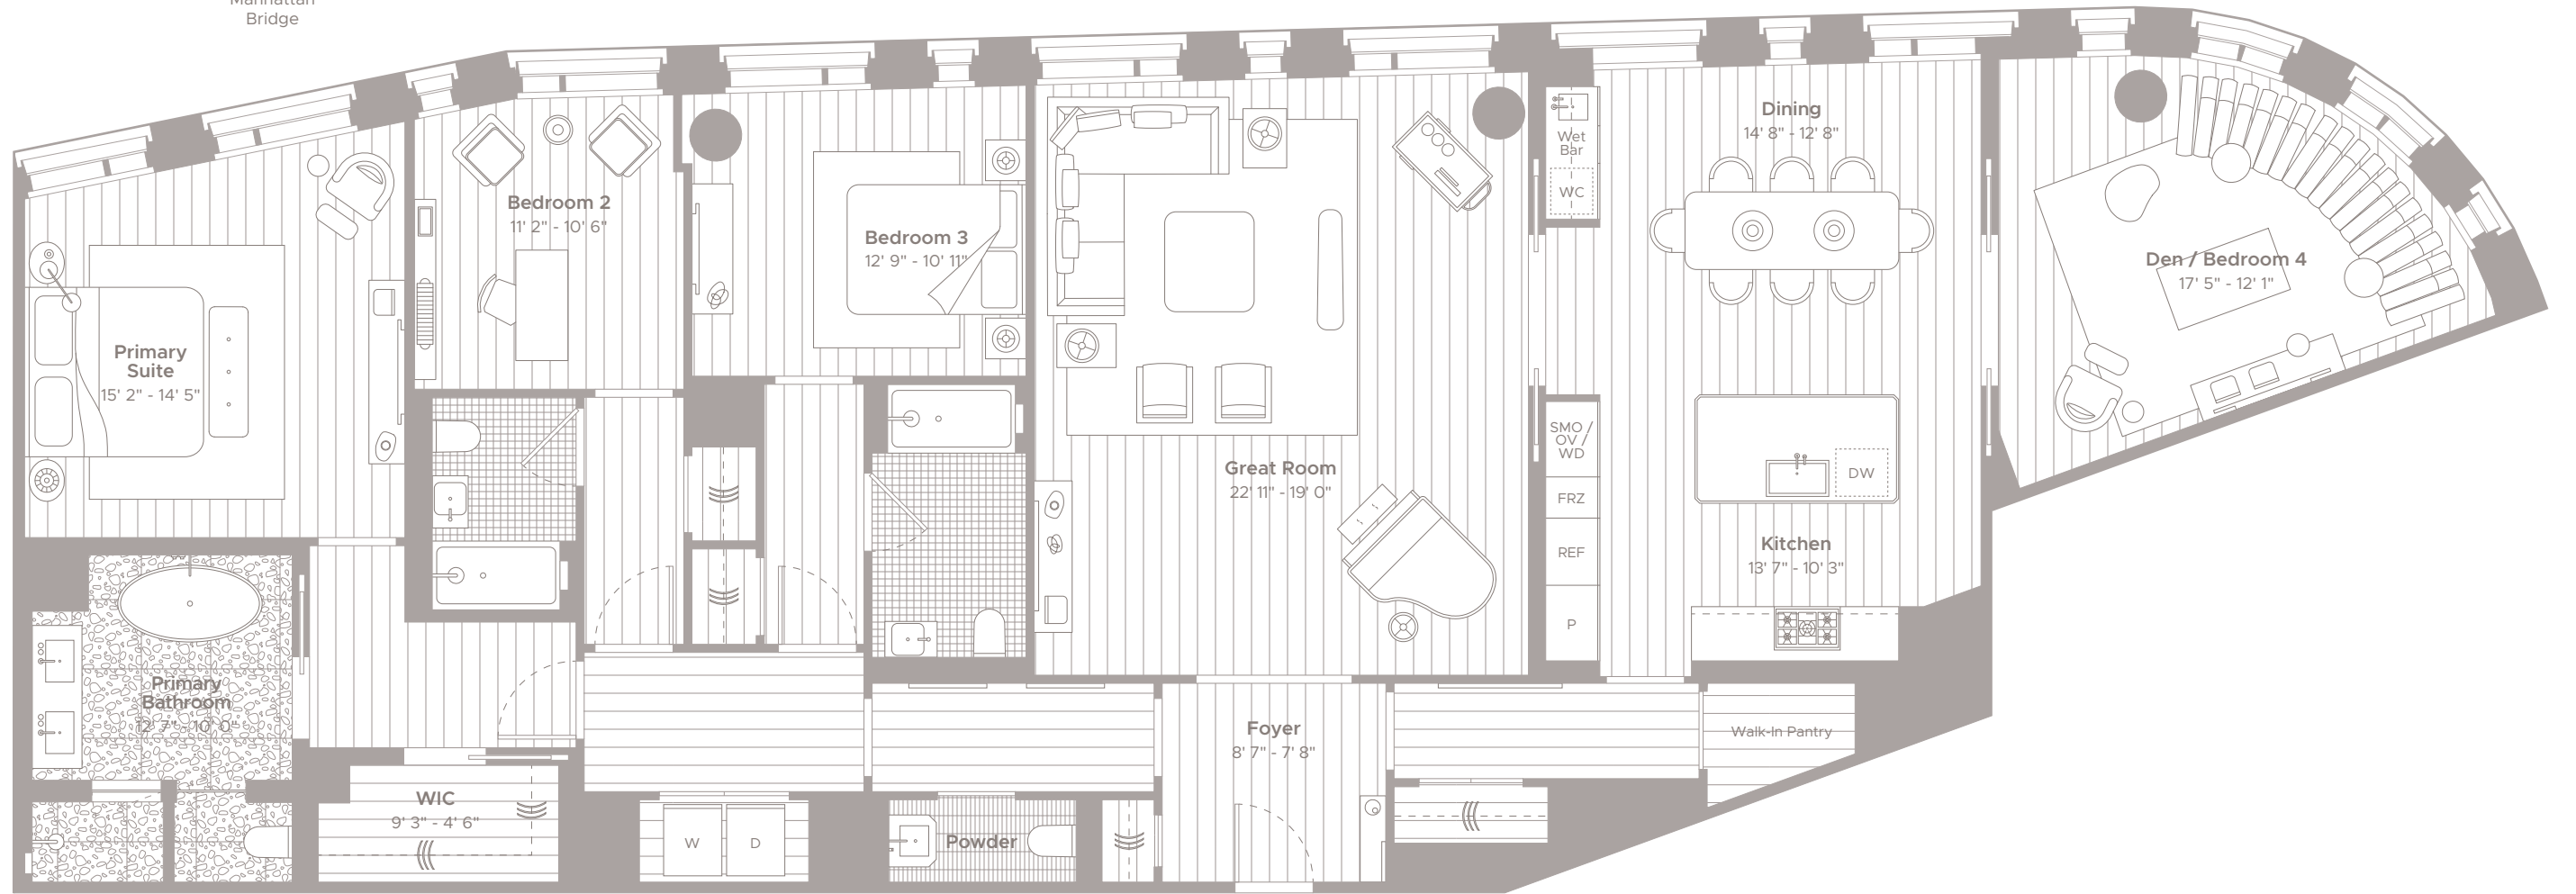 Manhattan
Bridge
Primary
Suite
15' 2" - 14' 5"
Bedroom 2
11' 2" - 10' 6"
Bedroom 3
12' 9" - 10' 11"
Great Room
22' 11" - 19' 0"
Wet
Bar
WC
Dining
14' 8" - 12' 8"
Den / Bedroom 4
17' 5" - 12' 1"
SMO /
OV /
WD
FRZ
REF
P
DW
Kitchen
13' 7" - 10' 3"
Primary
Bathroom
12' 7" - 10' 0"
WIC
9' 3" - 4' 6"
W
D
Powder
Foyer
8' 7" - 7' 8"
Walk-In Pantry